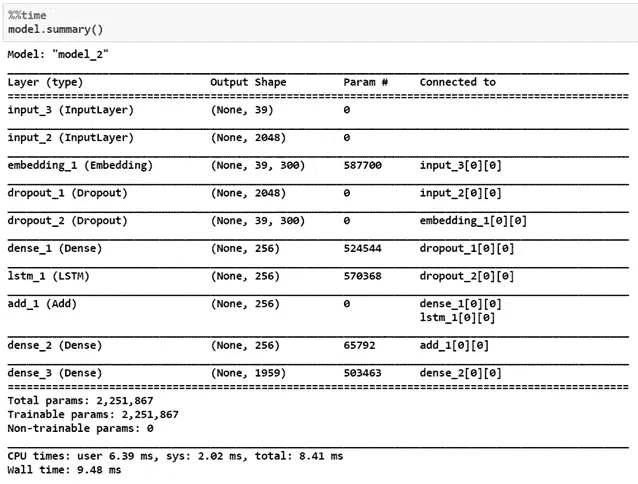 %%time
model.summary()
Model: "model_2"
Layer (type) Output Shape Param # Connected to
input_3 (InputLayer) (None, 39) 0
input_2 (InputLayer) (None, 2048) 0
embedding_1 (Embedding) (None, 39, 300) 587700 input_3[0][0]
dropout_1 (Dropout) (None, 2048) 0 input_2[0][0]
dropout_2 (Dropout) (None, 39, 300) 0 embedding_1[0][0]
dense_1 (Dense) (None, 256) 524544 dropout_1[0][0]
lstm_1 (LSTM) (None, 256) 570368 dropout_2[0][0]
add_1 (Add) (None, 256) 0 dense_1[0][0]
lstm_1[0][0]
dense_2 (Dense) (None, 256) 65792 add_1[0][0]
dense_3 (Dense) (None, 1959) 503463 dense_2[0][0]
Total params: 2,251,867
Trainable params: 2,251,867
Non-trainable params: 0
CPU times: user 6.39 ms, sys: 2.02 ms, total: 8.41 ms
Wall time: 9.48 ms